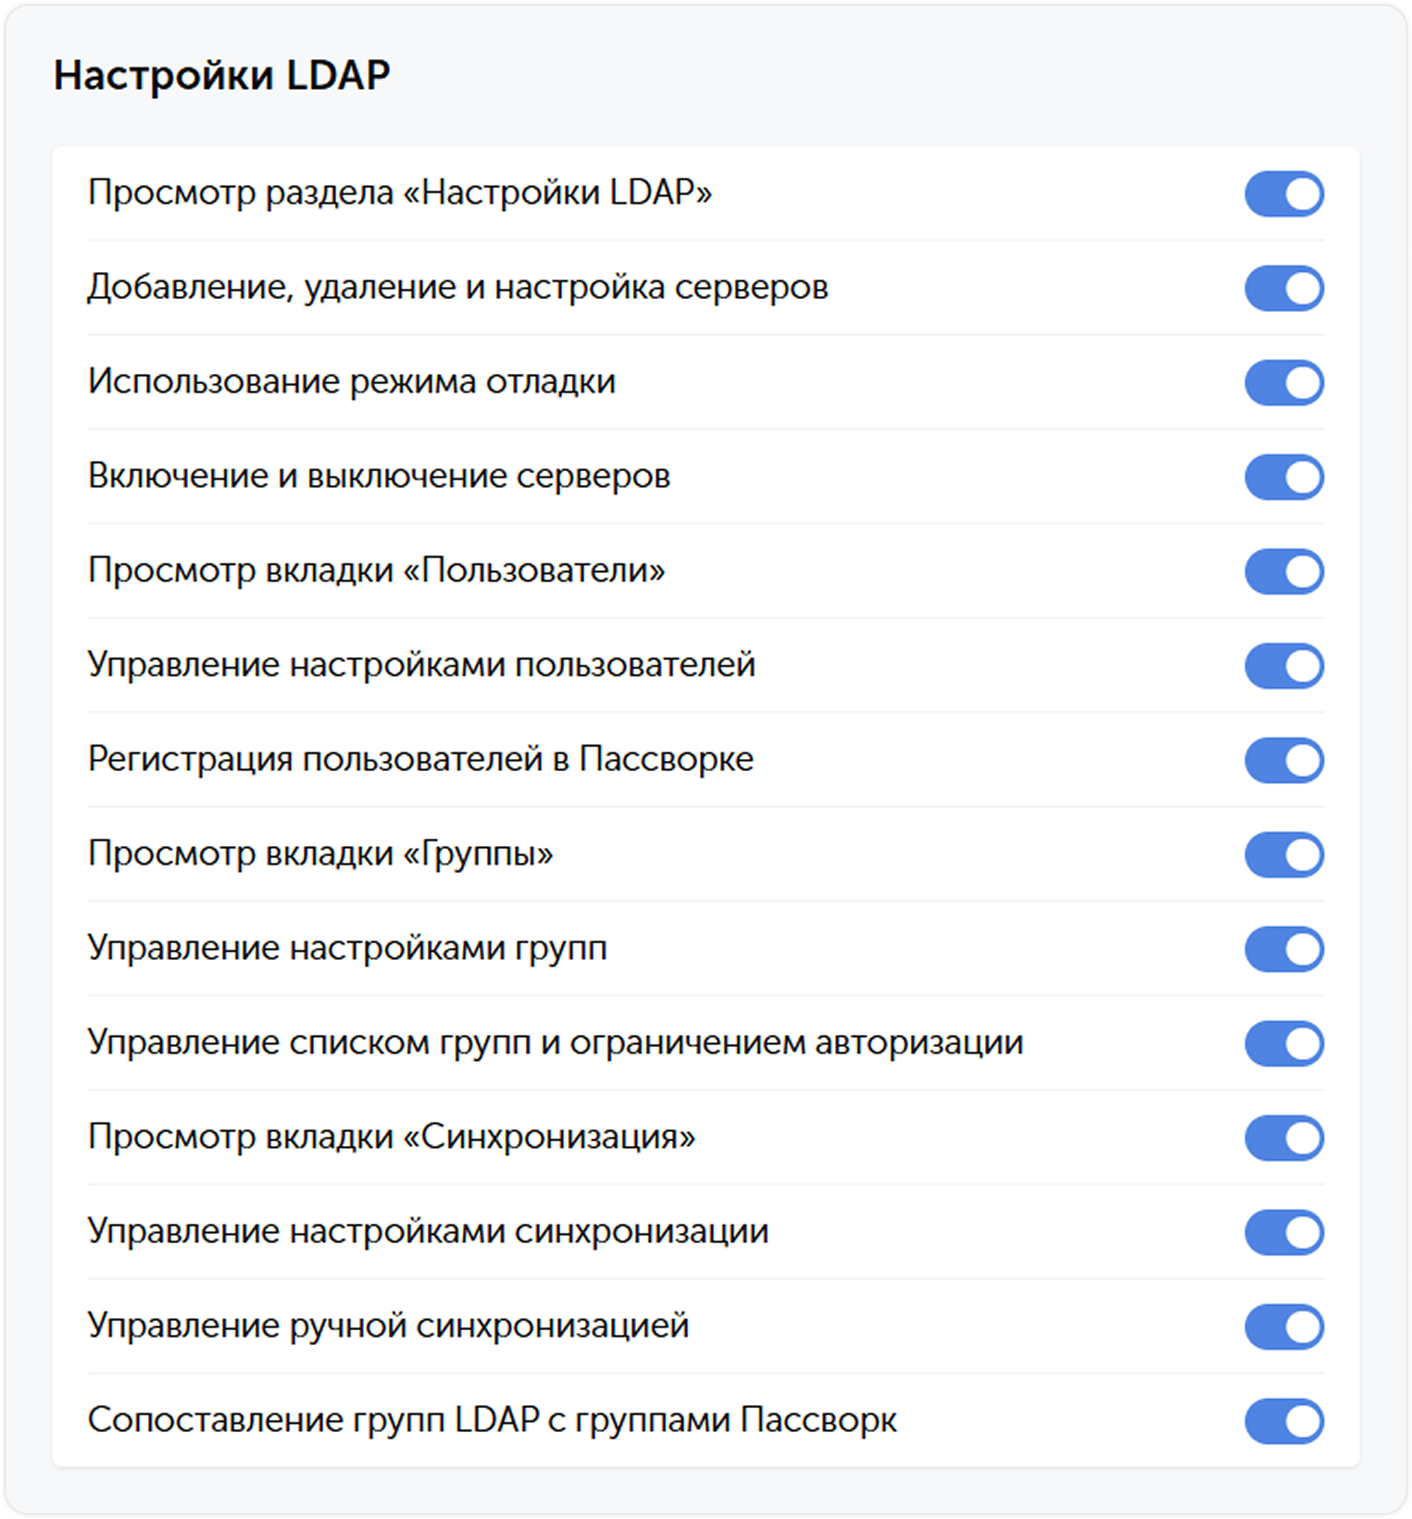 Настройки LDAP
Просмотр раздела «Настройки LDAP»
Добавление, удаление и настройка серверов
Использование режима отладки
Включение и выключение серверов
Просмотр вкладки «Пользователи»
Управление настройками пользователей
Регистрация пользователей в Пассворке
Просмотр вкладки «Группы»
Управление настройками групп
Управление списком групп и ограничением авторизации
Просмотр вкладки «Синхронизация»
Управление настройками синхронизации
Управление ручной синхронизацией
Сопоставление групп LDAP с группами Пассворк